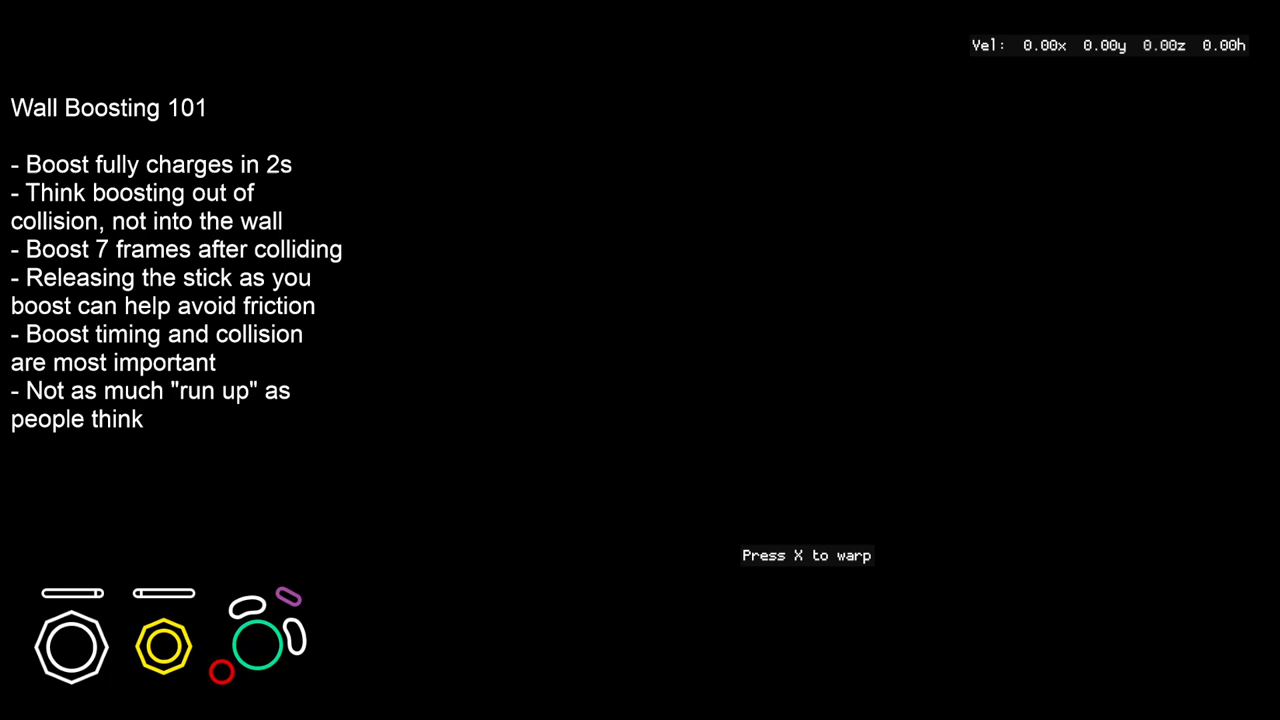 Vel: 0.00x 0.00y 0.00z 0.00h
Wall Boosting 101
- Boost fully charges in 2s
- Think boosting out of
collision, not into the wall
- Boost 7 frames after colliding
- Releasing the stick as you
boost can help avoid friction
- Boost timing and collision
are most important
- Not as much "run up" as
people think
Press X to warp